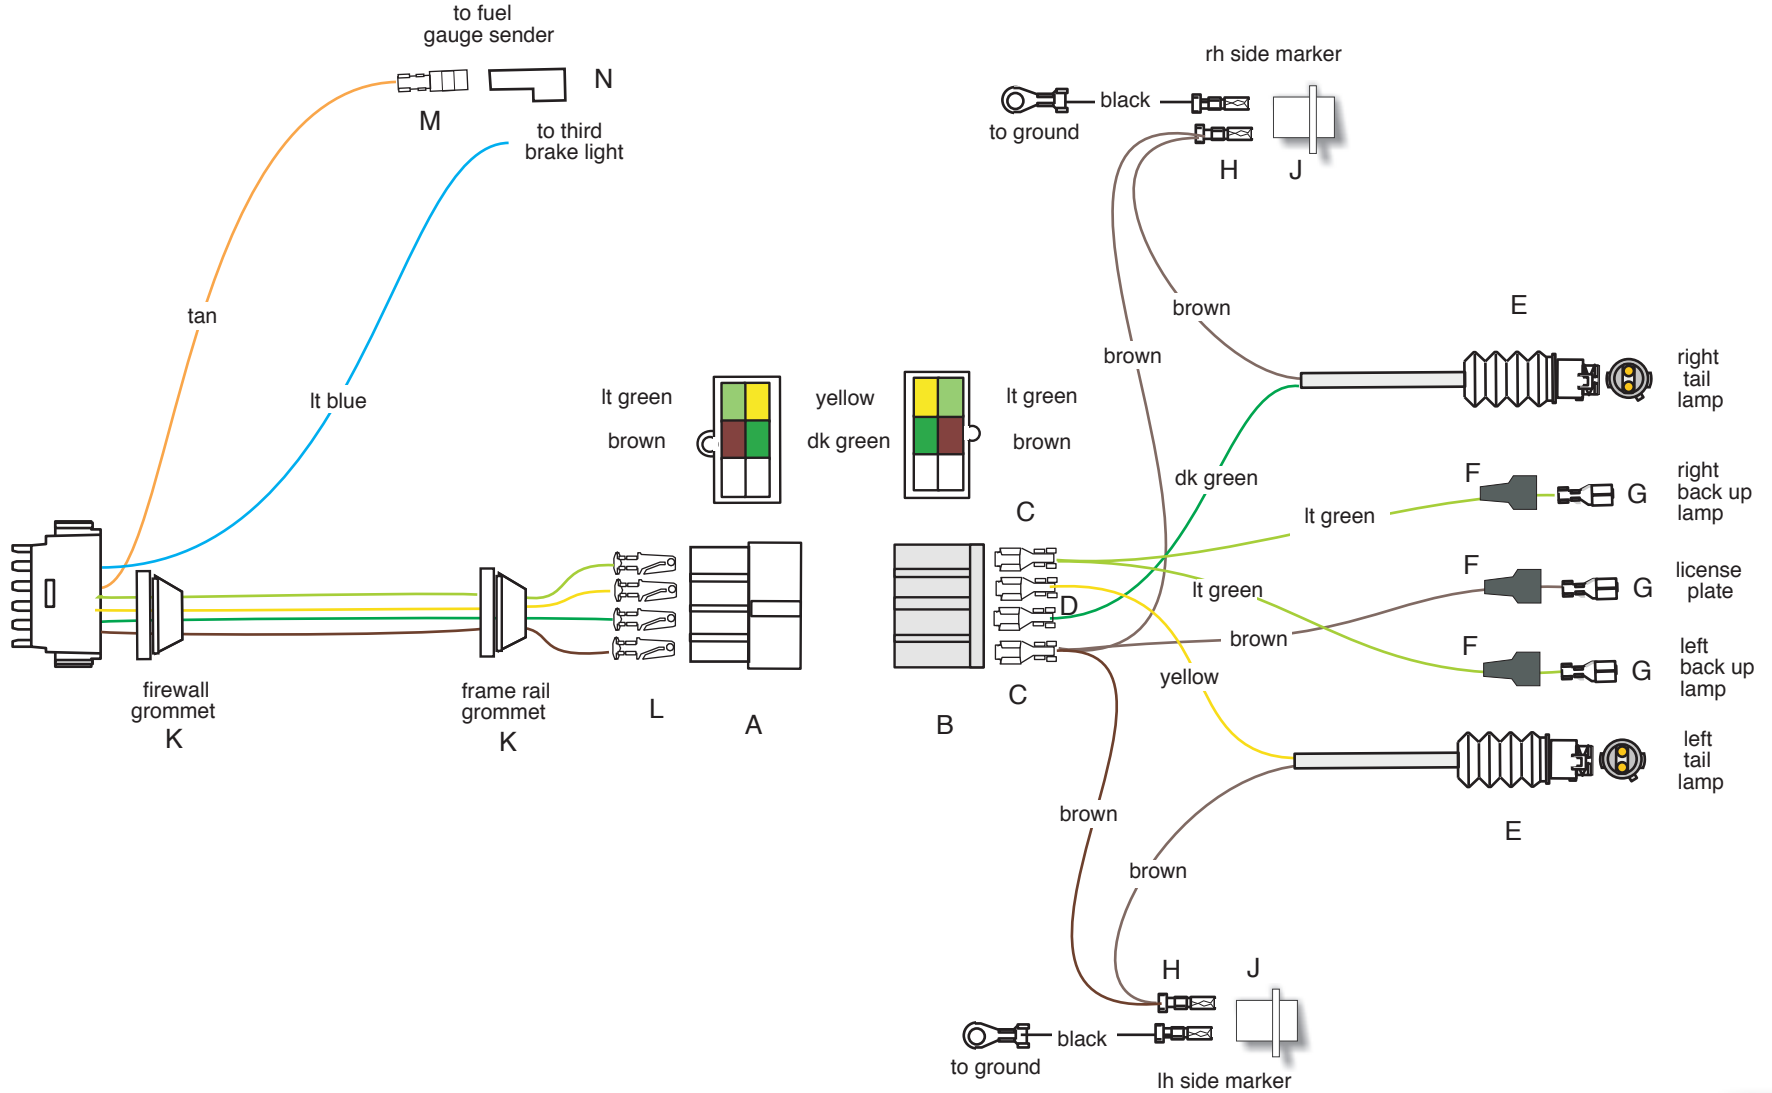 to fuel
gauge sender
N
M
to third
brake light
tan
lt blue
rh side marker
black
to ground
H
J
brown
brown
E
right
tail
lamp
lt green
brown
yellow
dk green
lt green
brown
C
dk green
lt green
F
G
right
back up
lamp
D
lt green
F
G
license
plate
brown
F
G
left
back up
lamp
yellow
C
firewall
grommet
K
frame rail
grommet
K
L
A
B
left
tail
lamp
E
brown
brown
H
J
black
to ground
lh side marker